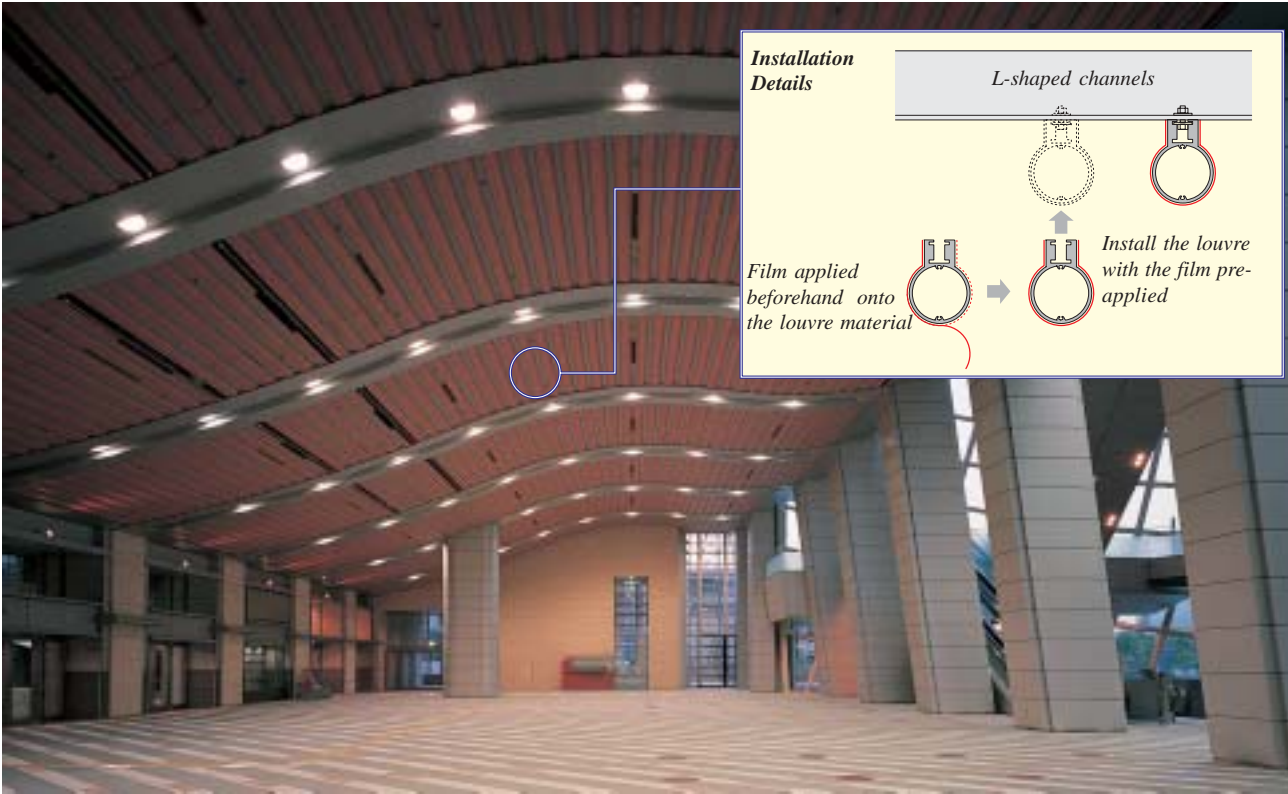 Installation
Details
L-shaped channels
Film applied
beforehand onto
the louvre material
Install the louvre
with the film pre-
applied